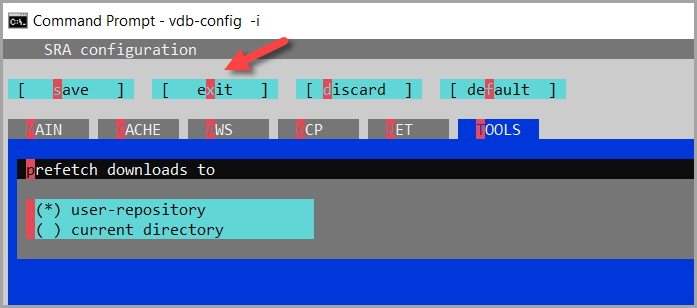 Command Prompt - vdb-config -i
SRA configuration
[ save ] [ exit ] [ discard ] [ default ]
MAIN CACHE AWS GCP NET TOOLS
prefetch downloads to
(*) user-repository
( ) current directory